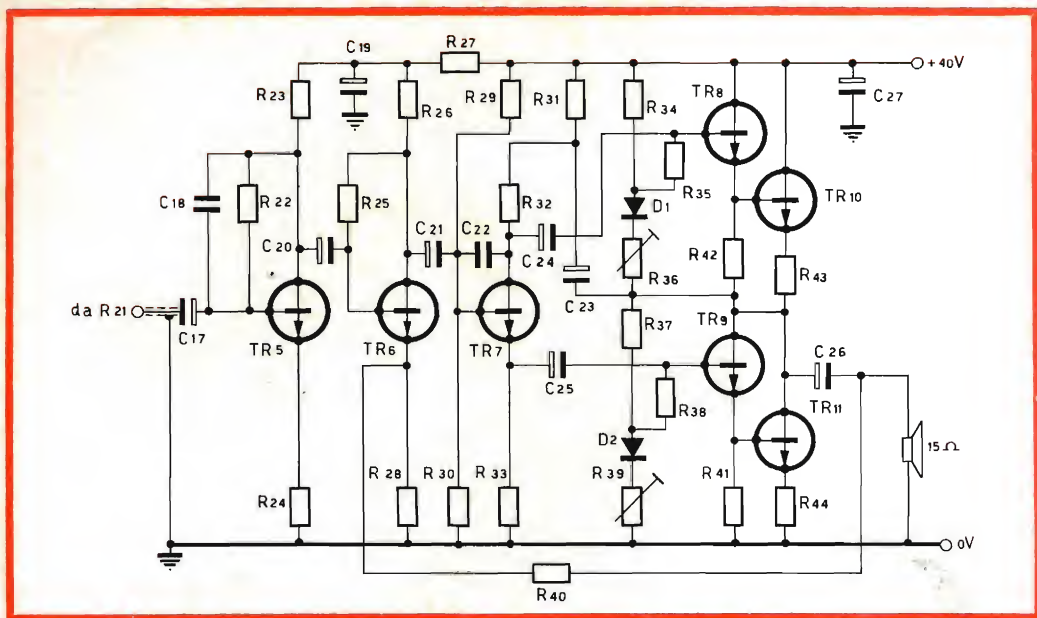 C19
R27
+40V
R23
R26
R29
R31
R34
TR8
C27
C18
R22
R25
R35
TR10
C20
C21
C22
R32
D1
C24
R36
R42
R43
da R21
C17
C23
R37
TR5
TR6
TR7
TR9
C26
C25
R38
TR11
15Ω
D2
R39
R28
R30
R33
R41
R24
R44
0V
R40